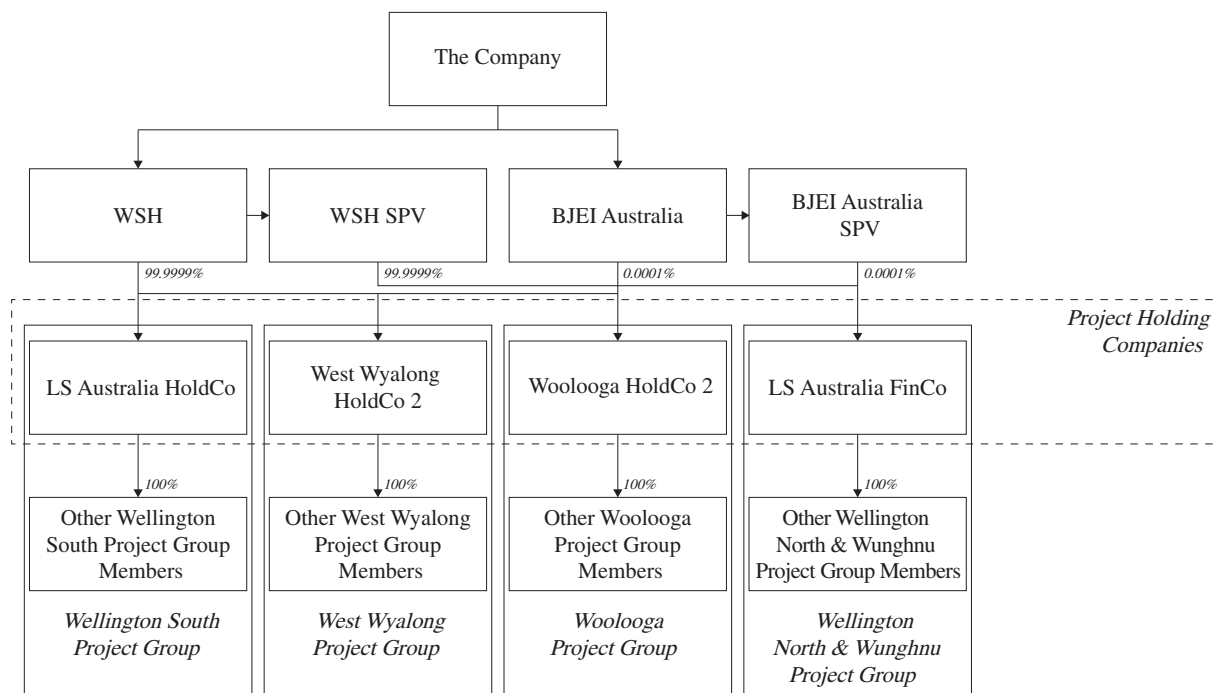 The Company
WSH
WSH SPV
BJEI Australia
BJEI Australia
SPV
99.9999%
99.9999%
0.0001%
0.0001%
Project Holding
Companies
LS Australia HoldCo
West Wyalong
HoldCo 2
Woolooga HoldCo 2
LS Australia FinCo
100%
100%
100%
100%
Other Wellington
South Project Group
Members
Other West Wyalong
Project Group
Members
Other Woolooga
Project Group
Members
Other Wellington
North & Wunghnu
Project Group Members
Wellington South
Project Group
West Wyalong
Project Group
Woolooga
Project Group
Wellington
North & Wunghnu
Project Group